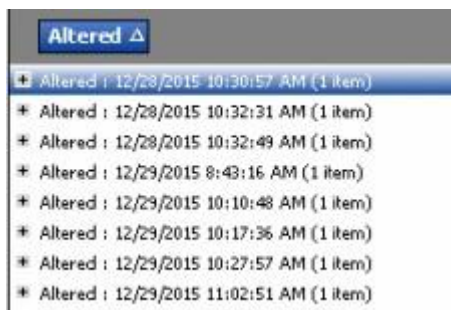 Altered Δ
Altered : 12/28/2015 10:30:57 AM (1 item)
Altered : 12/28/2015 10:32:31 AM (1 item)
Altered : 12/28/2015 10:32:49 AM (1 item)
Altered : 12/29/2015 8:43:16 AM (1 item)
Altered : 12/29/2015 10:10:48 AM (1 item)
Altered : 12/29/2015 10:17:36 AM (1 item)
Altered : 12/29/2015 10:27:57 AM (1 item)
Altered : 12/29/2015 11:02:51 AM (1 item)